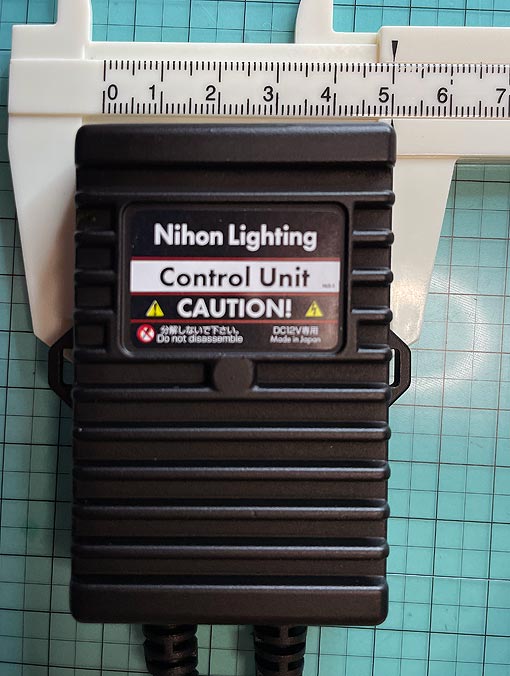 0 1 2 3 4 5 6 7
Nihon Lighting
Control Unit
CAUTION!
分解しないで下さい。
Do not disassemble
DC12V専用
Made in Japan